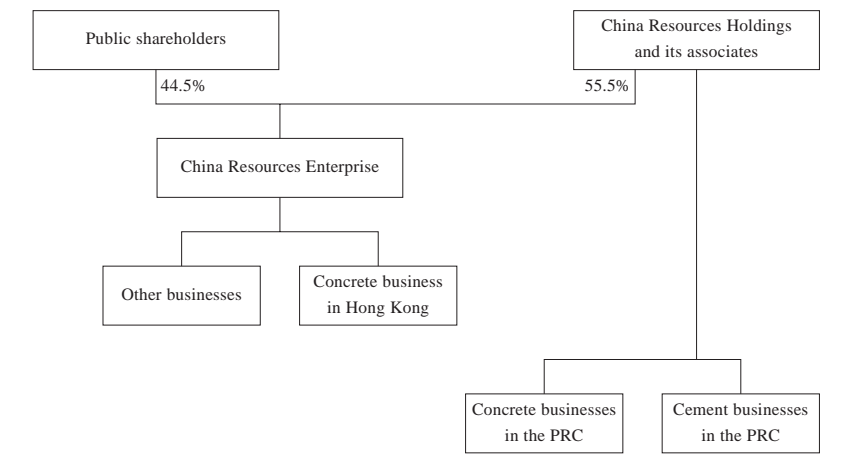 Public shareholders
China Resources Holdings
and its associates
44.5%
55.5%
China Resources Enterprise
Other businesses
Concrete business
in Hong Kong
Concrete businesses
in the PRC
Cement businesses
in the PRC